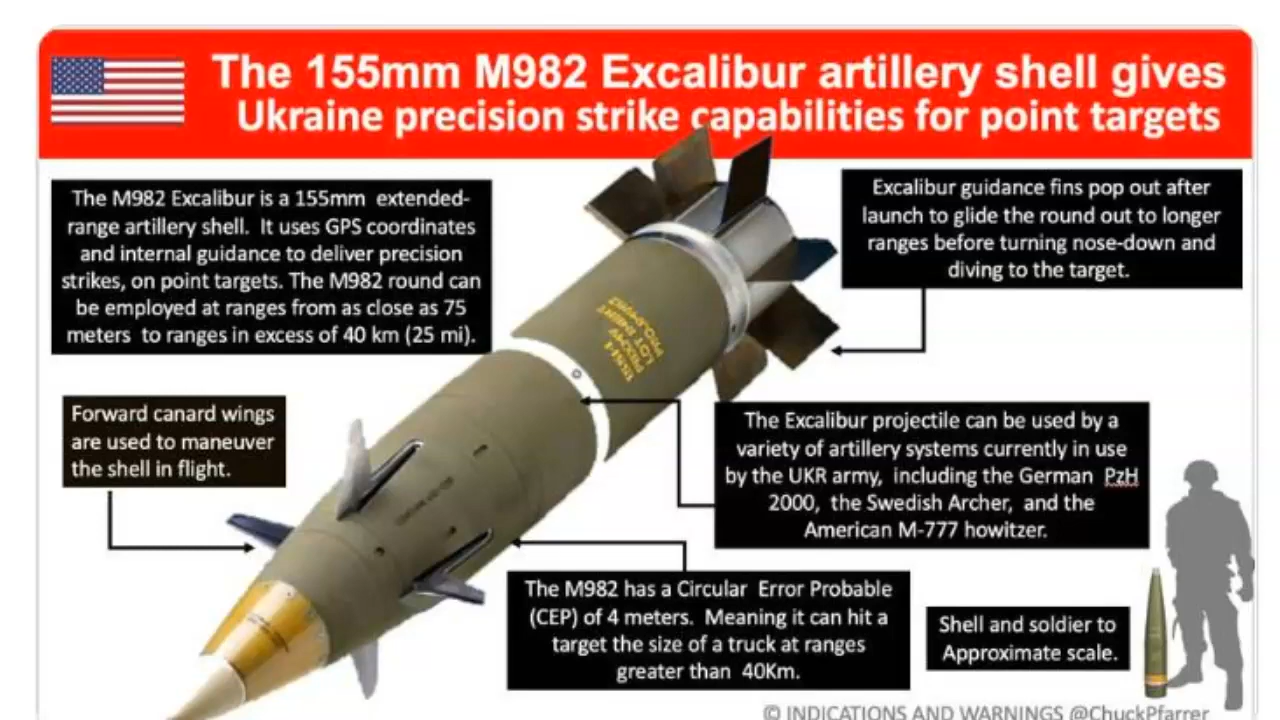 The 155mm M982 Excalibur artillery shell gives
Ukraine precision strike capabilities for point targets
The M982 Excalibur is a 155mm extended-
range artillery shell. It uses GPS coordinates
and internal guidance to deliver precision
strikes, on point targets. The M982 round can
be employed at ranges from as close as 75
meters to ranges in excess of 40 km (25 mi).
Excalibur guidance fins pop out after
launch to glide the round out to longer
ranges before turning nose-down and
diving to the target.
Forward canard wings
are used to maneuver
the shell in flight.
The Excalibur projectile can be used by a
variety of artillery systems currently in use
by the UKR army, including the German PzH
2000, the Swedish Archer, and the
American M-777 howitzer.
The M982 has a Circular Error Probable
(CEP) of 4 meters. Meaning it can hit a
target the size of a truck at ranges
greater than 40Km.
Shell and soldier to
Approximate scale.
© INDICATIONS AND WARNINGS @ChuckPfarrer